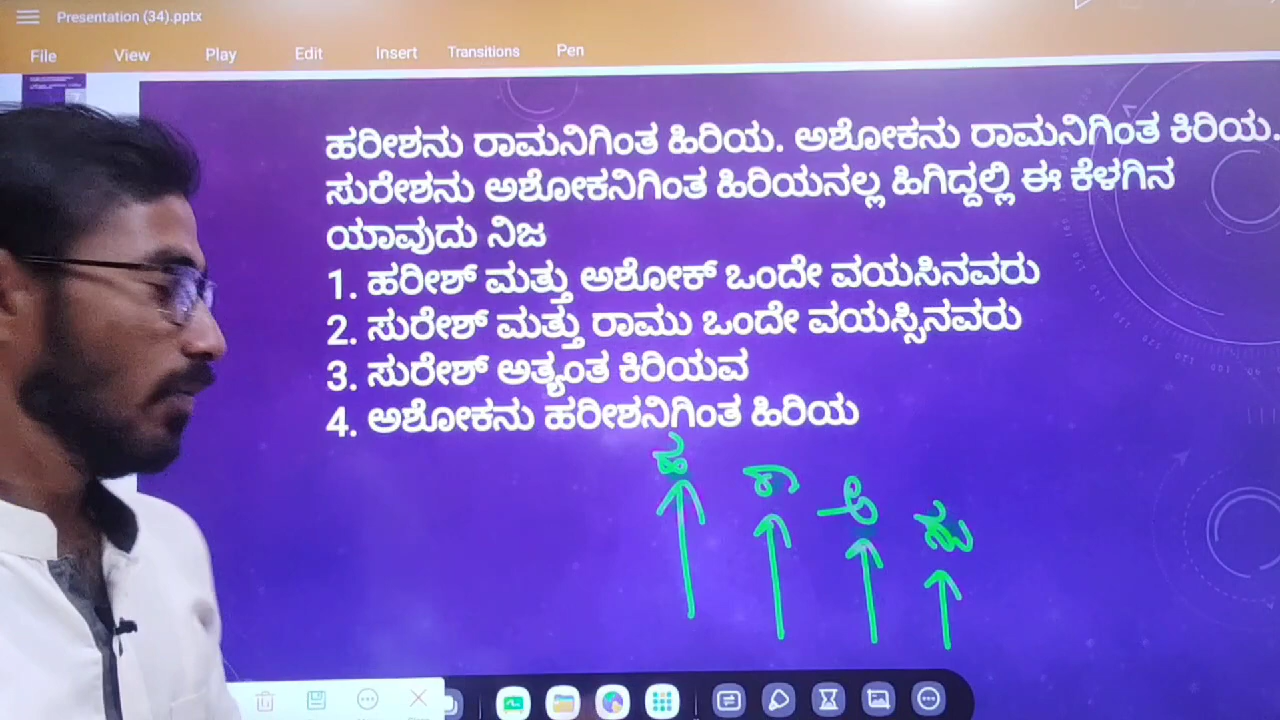 Presentation (34).pptx
File View Play Edit Insert Transitions Pen
ಹರೀಶನು ರಾಮನಿಗಿಂತ ಹಿರಿಯ. ಅಶೋಕನು ರಾಮನಿಗಿಂತ ಕಿರಿಯ.
ಸುರೇಶನು ಅಶೋಕನಿಗಿಂತ ಹಿರಿಯನಲ್ಲ ಹಿಗಿದ್ದಲ್ಲಿ ಈ ಕೆಳಗಿನ
ಯಾವುದು ನಿಜ
1. ಹರೀಶ್ ಮತ್ತು ಅಶೋಕ್ ಒಂದೇ ವಯಸಿನವರು
2. ಸುರೇಶ್ ಮತ್ತು ರಾಮು ಒಂದೇ ವಯಸ್ಸಿನವರು
3. ಸುರೇಶ್ ಅತ್ಯಂತ ಕಿರಿಯವ
4. ಅಶೋಕನು ಹರೀಶನಿಗಿಂತ ಹಿರಿಯ
ಹ ರಾ ಅ ಸು